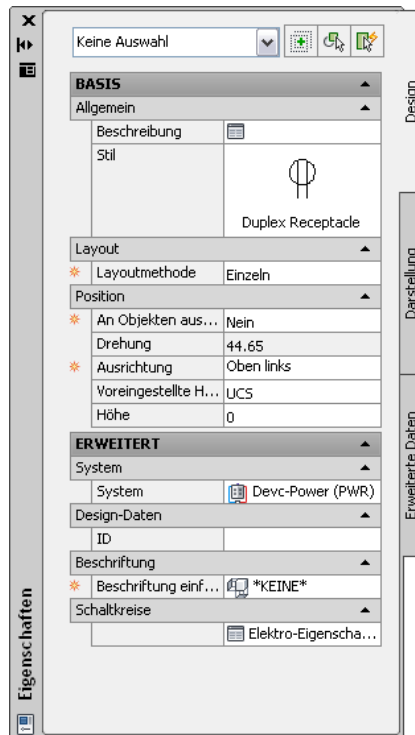 Keine Auswahl
BASIS
Allgemein
Beschreibung
Stil
Duplex Receptacle
Layout
Layoutmethode Einzeln
Position
An Objekten aus... Nein
Drehung 44.65
Ausrichtung Oben links
Voreingestellte H... UCS
Höhe 0
ERWEITERT
System
System Devc-Power (PWR)
Design-Daten
ID
Beschriftung
Beschriftung einf... *KEINE*
Schaltkreise
Elektro-Eigenscha...
Eigenschaften
Design
Darstellung
Erweiterte Daten